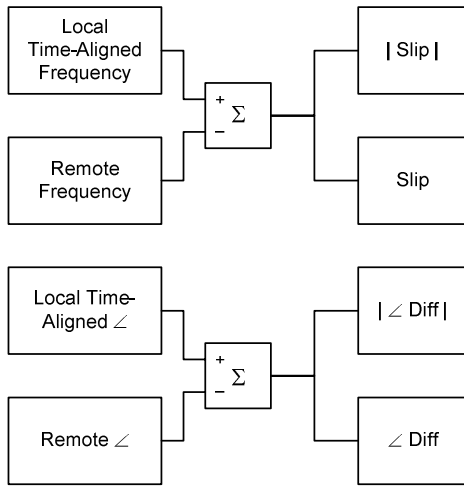 Local
Time-Aligned
Frequency
| Slip |
+
Σ
−
Remote
Frequency
Slip
Local Time-
Aligned ∠
| ∠ Diff |
+
Σ
−
Remote ∠
∠ Diff